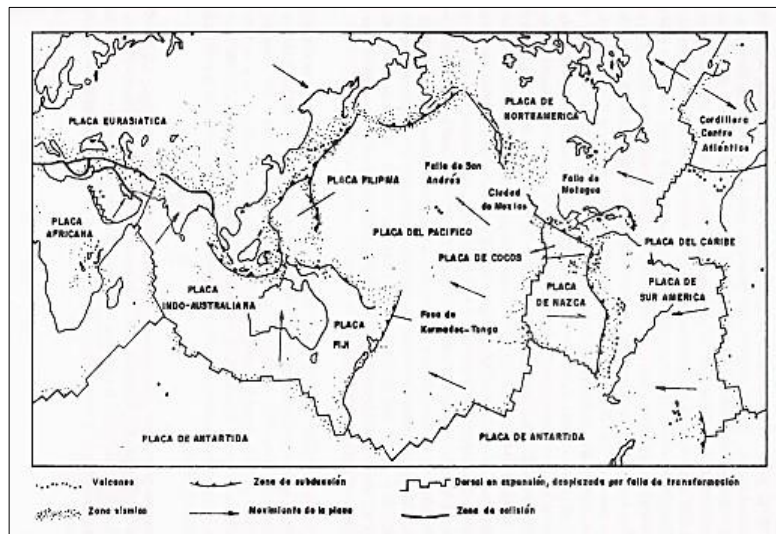 PLACA EURASIATICA
PLACA DE
NORTEAMERICA
Cordillera
Centro
Atlántica
PLACA FILIPINA
Falla de San
Andrés
Falla de
Motagua
Ciudad
de Mexico
PLACA
AFRICANA
PLACA DEL PACIFICO
PLACA DEL CARIBE
PLACA DE COCOS
PLACA
INDO-AUSTRALIANA
PLACA
DE NAZCA
PLACA DE
SUR AMERICA
PLACA
FIJI
Fosa de
Kermadec-Tonga
PLACA DE ANTARTIDA
PLACA DE ANTARTIDA
Volcanes
Zona de subducción
Dorsal en expansión, desplazada por falla de transformación
Zona sísmica
Movimiento de la placa
Zona de colisión